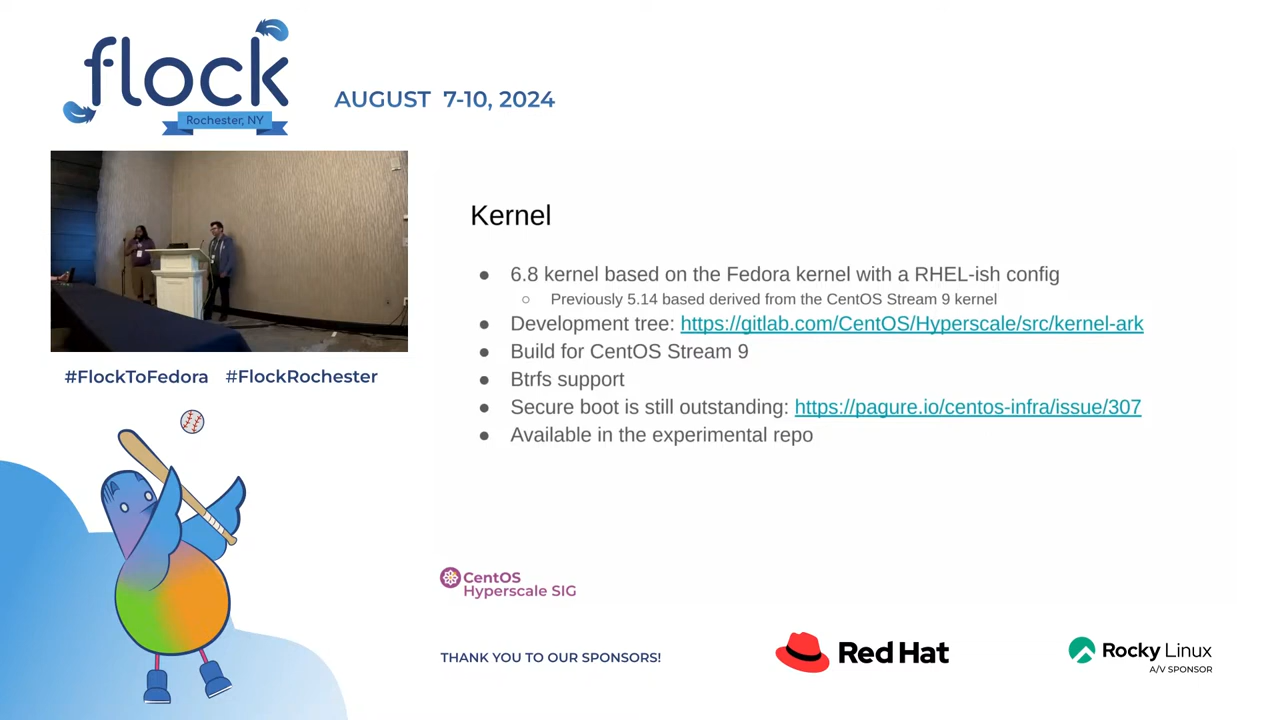 flock
Rochester, NY
AUGUST 7-10, 2024
#FlockToFedora #FlockRochester
Kernel
● 6.8 kernel based on the Fedora kernel with a RHEL-ish config
○ Previously 5.14 based derived from the CentOS Stream 9 kernel
● Development tree: https://gitlab.com/CentOS/Hyperscale/src/kernel-ark
● Build for CentOS Stream 9
● Btrfs support
● Secure boot is still outstanding: https://pagure.io/centos-infra/issue/307
● Available in the experimental repo
CentOS
Hyperscale SIG
THANK YOU TO OUR SPONSORS!
Red Hat
Rocky Linux
A/V SPONSOR